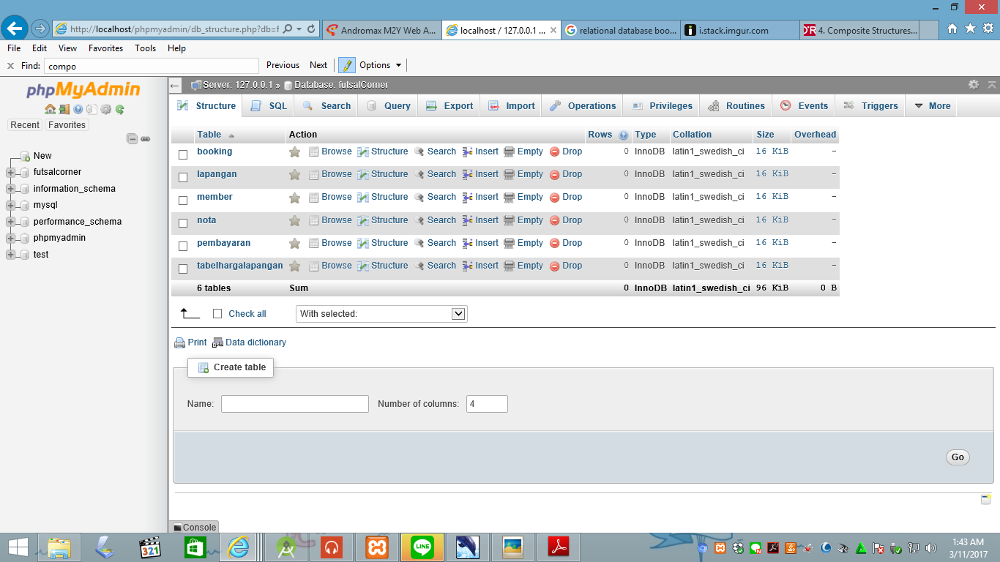 http://localhost/phpmyadmin/db_structure.php?db=f
Andromax M2Y Web A...
localhost / 127.0.0.1 ...
relational database boo...
i.stack.imgur.com
4. Composite Structures...
File Edit View Favorites Tools Help
Find: compo Previous Next Options
phpMyAdmin
Recent Favorites
New
futsalcorner
information_schema
mysql
performance_schema
phpmyadmin
test
Server: 127.0.0.1 » Database: futsalCorner
Structure SQL Search Query Export Import Operations Privileges Routines Events Triggers More
Table Action Rows Type Collation Size Overhead
booking Browse Structure Search Insert Empty Drop 0 InnoDB latin1_swedish_ci 16 KiB -
lapangan Browse Structure Search Insert Empty Drop 0 InnoDB latin1_swedish_ci 16 KiB -
member Browse Structure Search Insert Empty Drop 0 InnoDB latin1_swedish_ci 16 KiB -
nota Browse Structure Search Insert Empty Drop 0 InnoDB latin1_swedish_ci 16 KiB -
pembayaran Browse Structure Search Insert Empty Drop 0 InnoDB latin1_swedish_ci 16 KiB -
tabelhargalapangan Browse Structure Search Insert Empty Drop 0 InnoDB latin1_swedish_ci 16 KiB -
6 tables Sum 0 InnoDB latin1_swedish_ci 96 KiB 0 B
Check all With selected:
Print Data dictionary
Create table
Name: Number of columns: 4
Go
Console
321
LINE
1:43 AM
3/11/2017